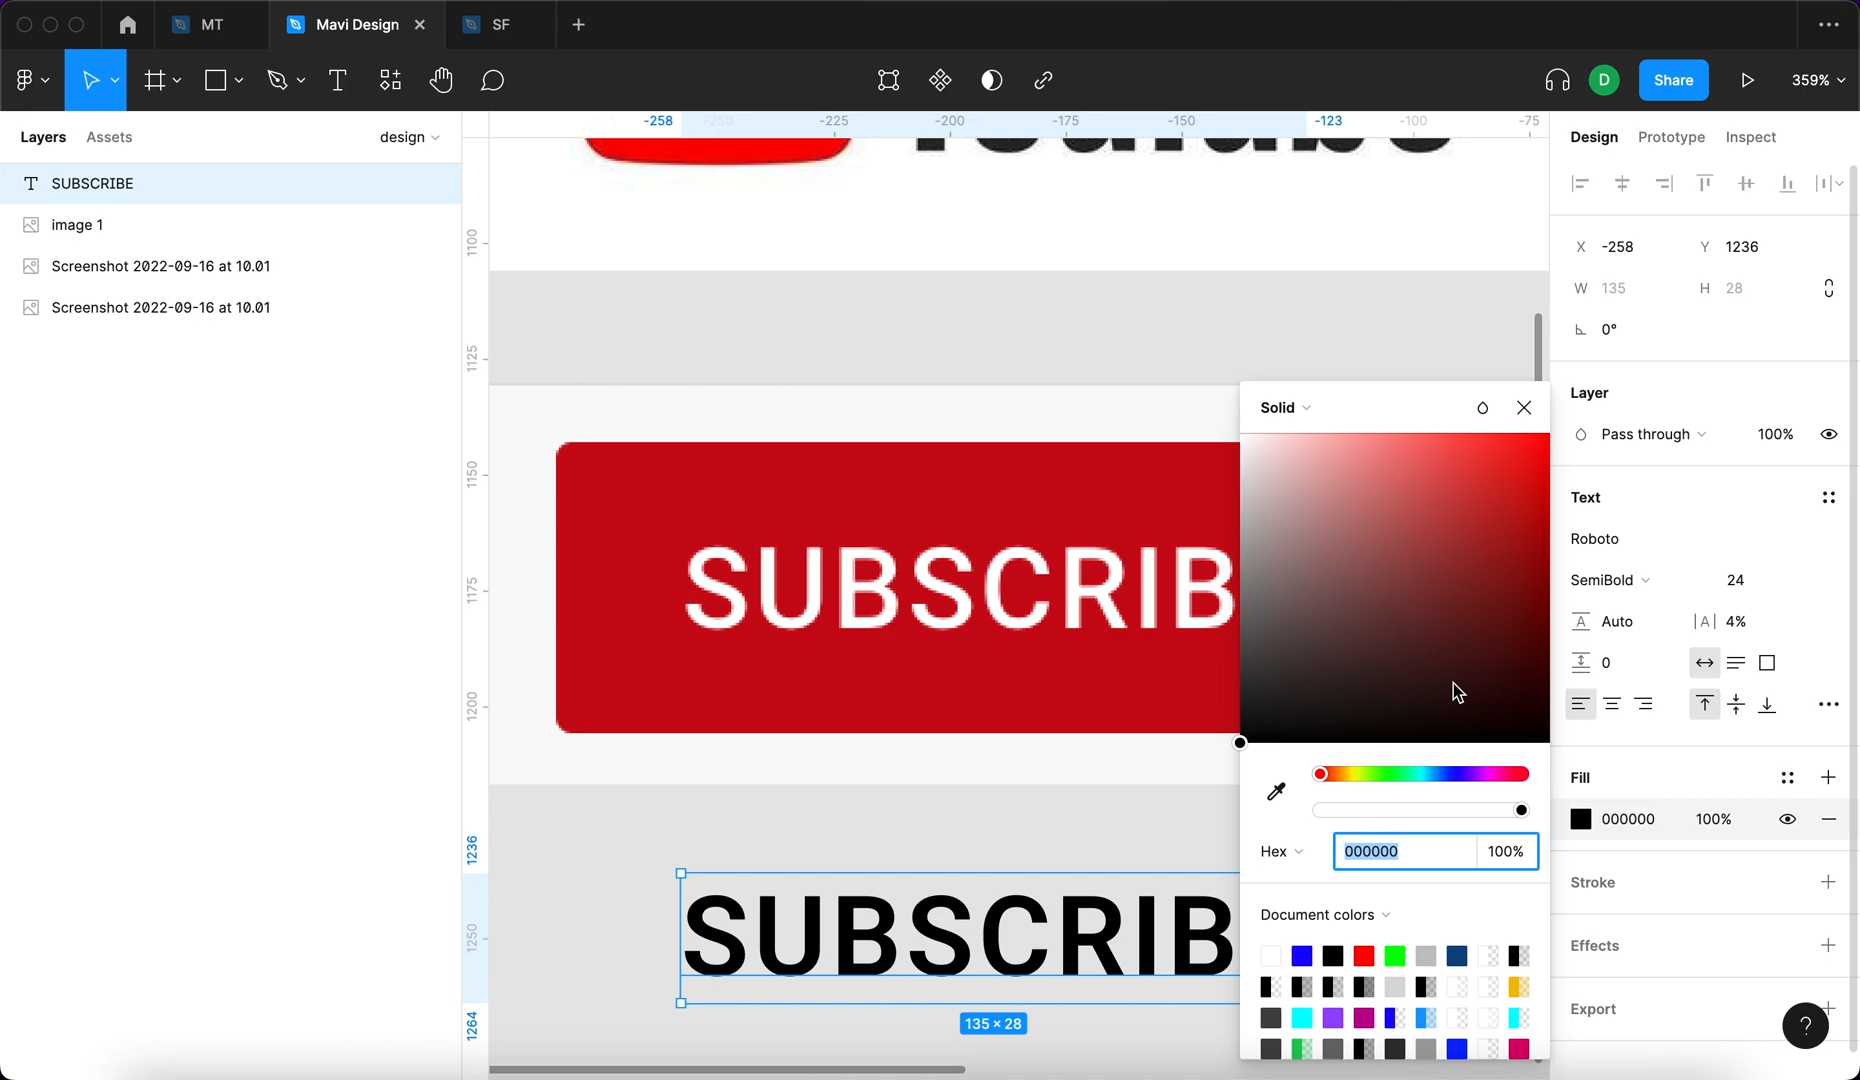 MT
Mavi Design
SF
D
Share
359%
Layers
Assets
design
SUBSCRIBE
image 1
Screenshot 2022-09-16 at 10.01
Screenshot 2022-09-16 at 10.01
-258 -250 -225 -200 -175 -150 -123 -100 -75
YouTube
1100
1125
1150
1175
1200
1236
1250
1264
SUBSCRIB
SUBSCRIB
135 × 28
Solid
Hex
000000
100%
Document colors
Design
Prototype
Inspect
X -258
Y 1236
W 135
H 28
0°
Layer
Pass through
100%
Text
Roboto
SemiBold
24
Auto
|A| 4%
0
Fill
000000
100%
Stroke
Effects
Export
?